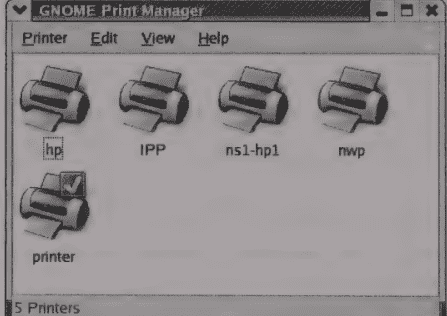 GNOME Print Manager
Printer Edit View Help
hp IPP ns1-hp1 nwp
printer
5 Printers